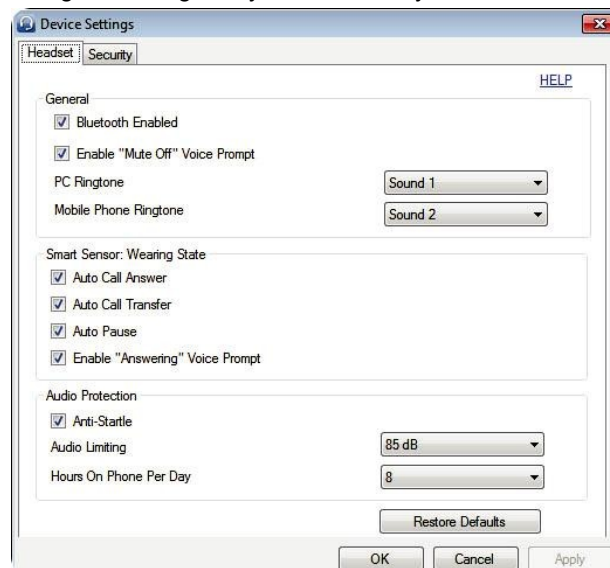 Device Settings
Headset Security
HELP
General
Bluetooth Enabled
Enable "Mute Off" Voice Prompt
PC Ringtone Sound 1
Mobile Phone Ringtone Sound 2
Smart Sensor: Wearing State
Auto Call Answer
Auto Call Transfer
Auto Pause
Enable "Answering" Voice Prompt
Audio Protection
Anti-Startle
Audio Limiting 85 dB
Hours On Phone Per Day 8
Restore Defaults
OK Cancel Apply